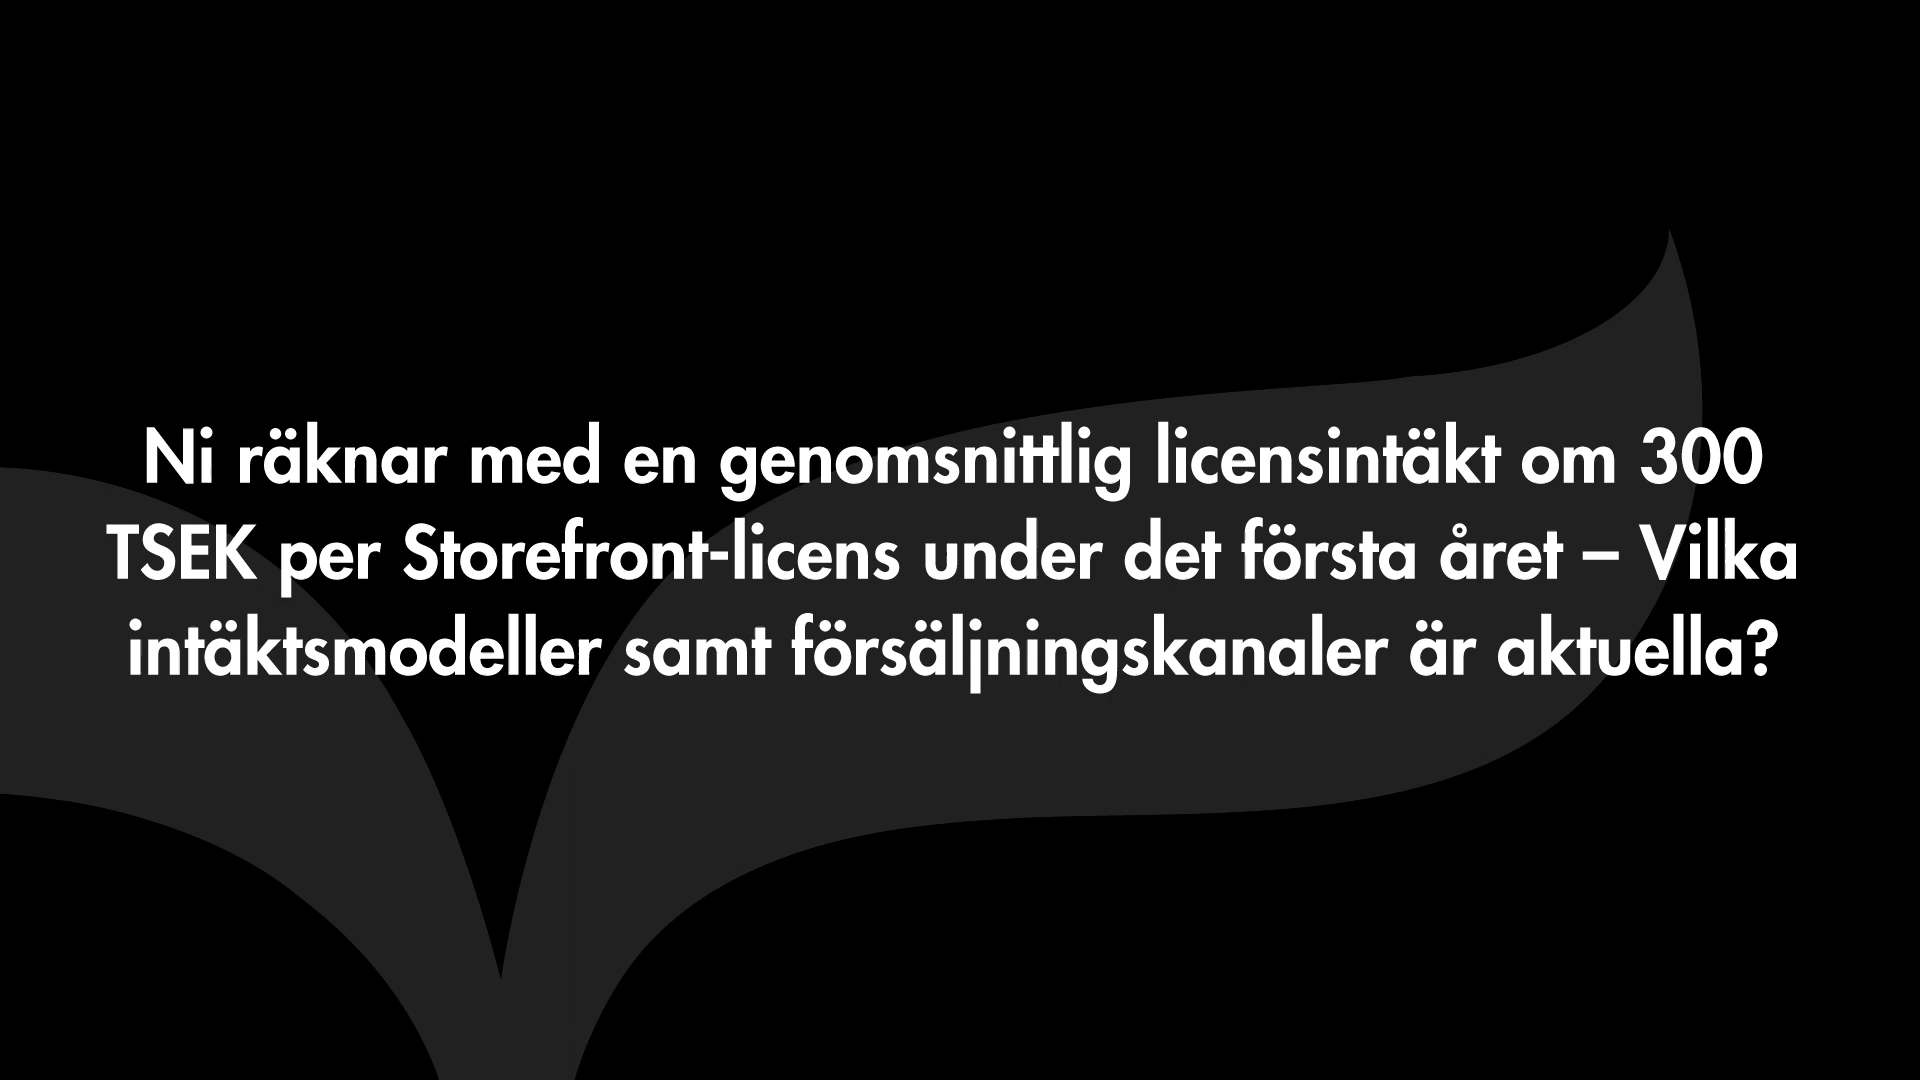 Ni räknar med en genomsnittlig licensintäkt om 300
TSEK per Storefront-licens under det första året – Vilka
intäktsmodeller samt försäljningskanaler är aktuella?